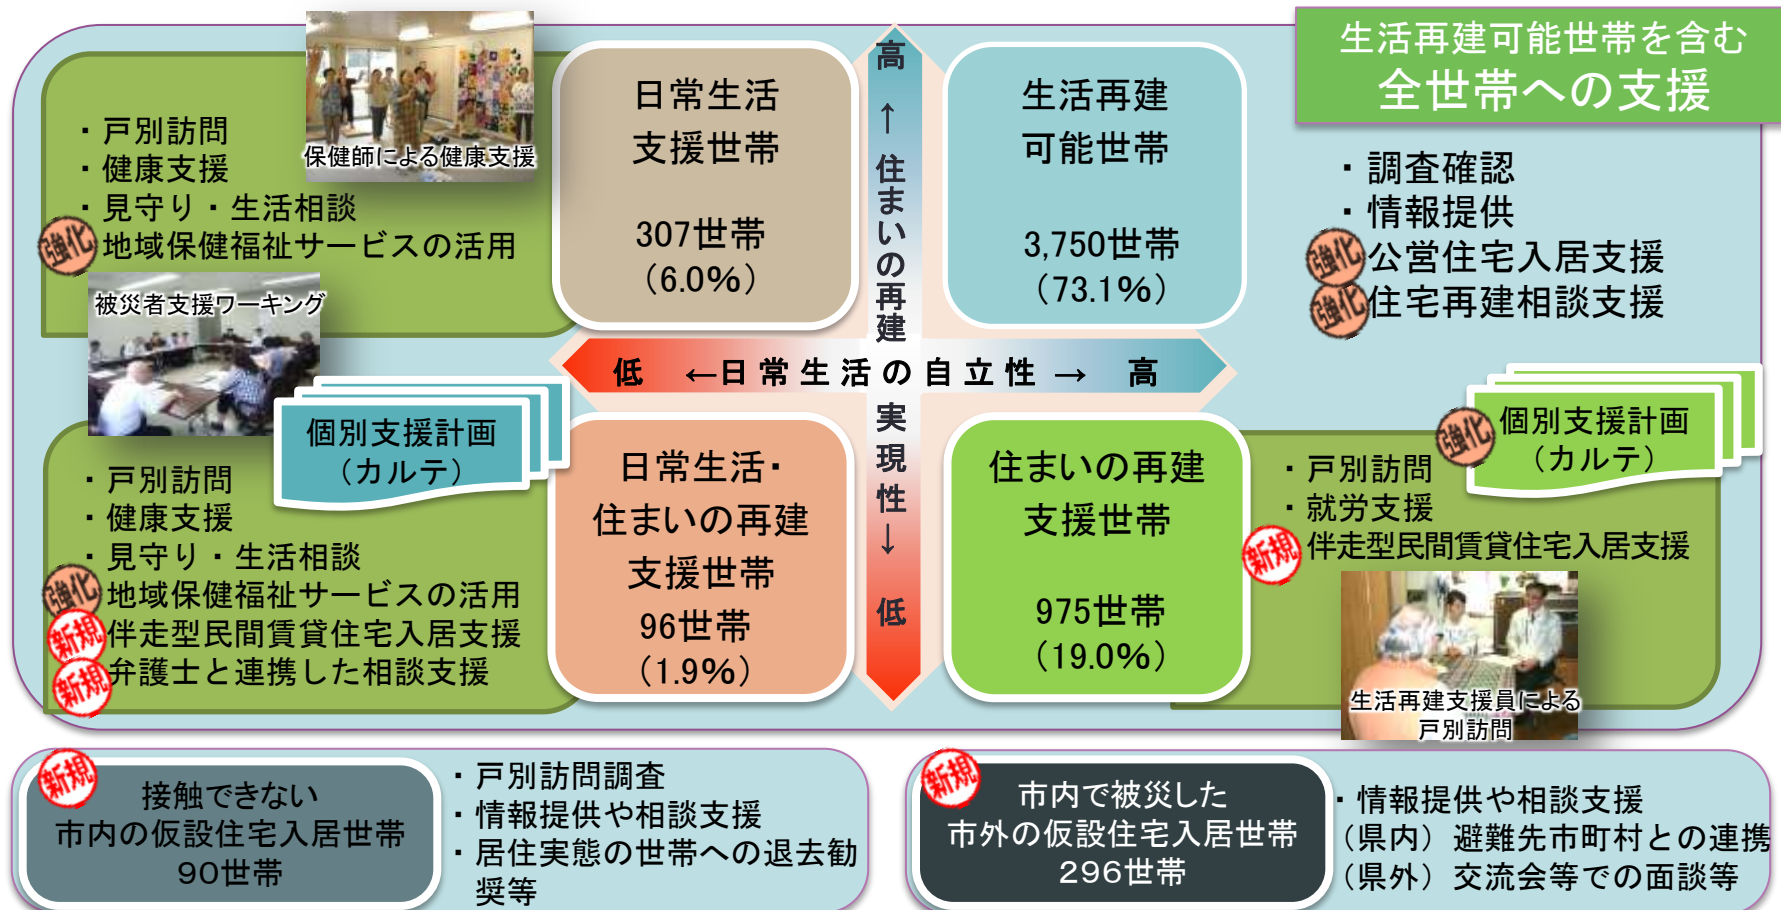 生活再建可能世帯を含む
全世帯への支援
・調査確認
・情報提供
強化 公営住宅入居支援
強化 住宅再建相談支援
・戸別訪問
・健康支援
・見守り・生活相談
強化 地域保健福祉サービスの活用
保健師による健康支援
日常生活
支援世帯
307世帯
（6.0%）
生活再建
可能世帯
3,750世帯
（73.1%）
高 ↑ 住まいの再建実現性↓ 低
低 ←日常生活の自立性→ 高
被災者支援ワーキング
個別支援計画
（カルテ）
・戸別訪問
・健康支援
・見守り・生活相談
強化 地域保健福祉サービスの活用
新規 伴走型民間賃貸住宅入居支援
新規 弁護士と連携した相談支援
日常生活・
住まいの再建
支援世帯
96世帯
（1.9%）
住まいの再建
支援世帯
975世帯
（19.0%）
強化 個別支援計画
（カルテ）
・戸別訪問
・就労支援
新規 伴走型民間賃貸住宅入居支援
生活再建支援員による
戸別訪問
新規
接触できない
市内の仮設住宅入居世帯
90世帯
・戸別訪問調査
・情報提供や相談支援
・居住実態の世帯への退去勧
奨等
新規
市内で被災した
市外の仮設住宅入居世帯
296世帯
・情報提供や相談支援
（県内）避難先市町村との連携
（県外）交流会等での面談等